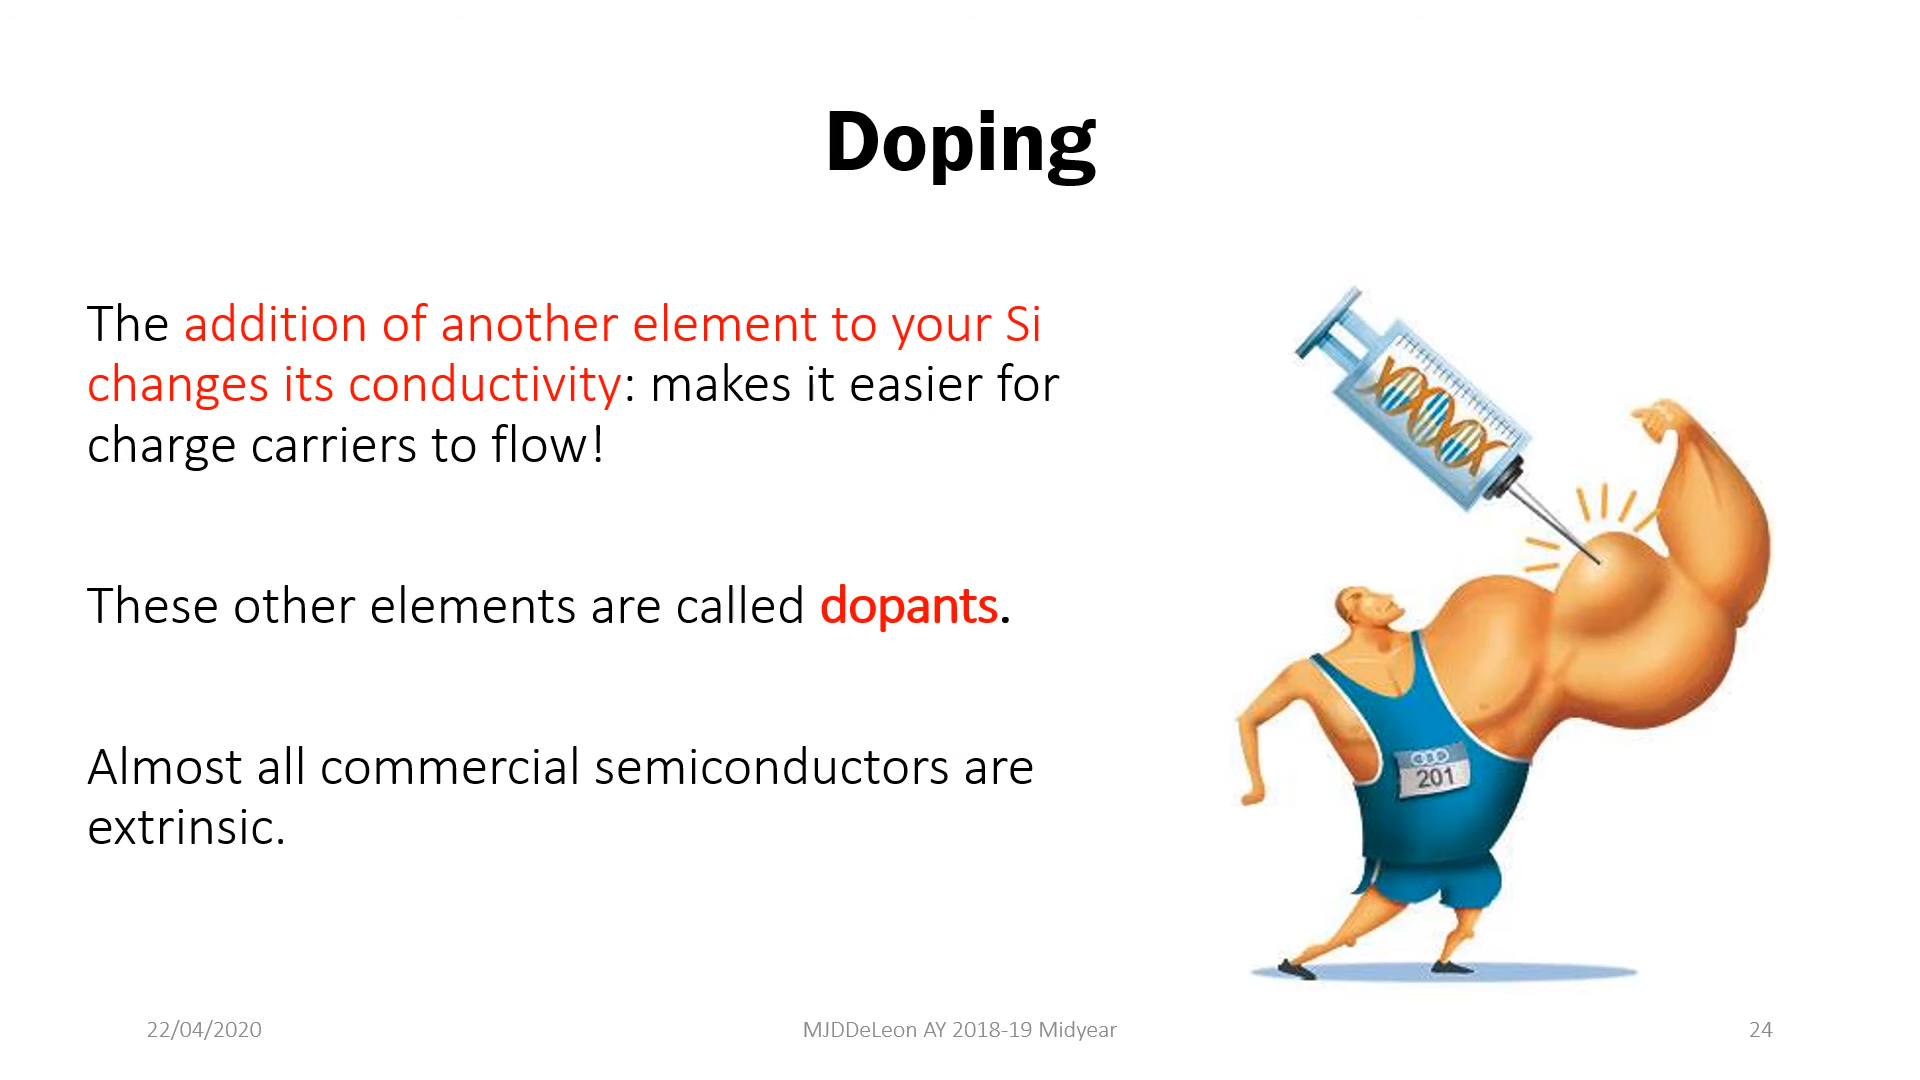 Doping
The addition of another element to your Si
changes its conductivity: makes it easier for
charge carriers to flow!
These other elements are called dopants.
Almost all commercial semiconductors are
extrinsic.
201
22/04/2020
MJDDeLeon AY 2018-19 Midyear
24